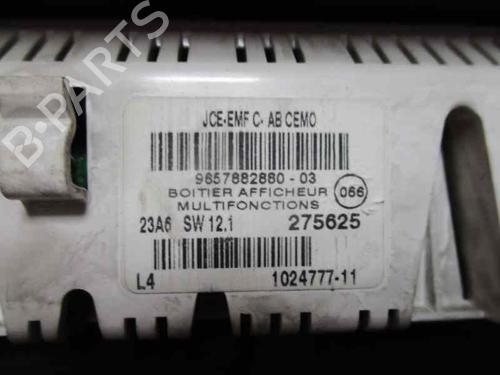 B-PARTS
JCE-EMF C- AB CEMO
9657882880 - 03
BOITIER AFFICHEUR
MULTIFONCTIONS
066
23A6 SW 12.1 275625
L4 1024777-11